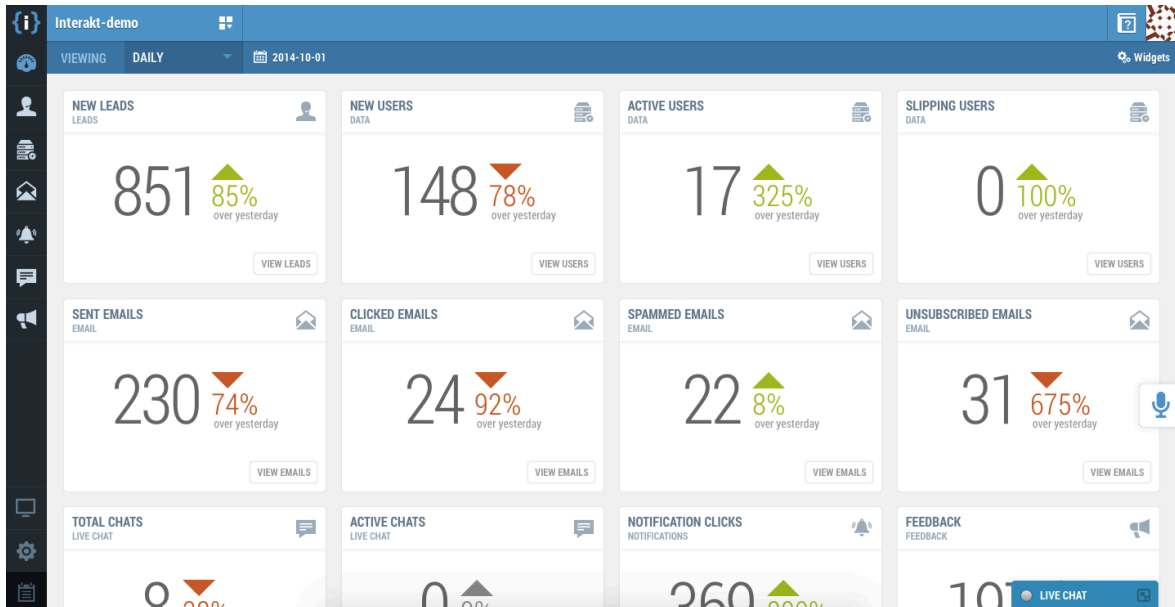 {i} Interakt-demo
VIEWING DAILY 2014-10-01 Widgets
NEW LEADS
LEADS
851 85%
over yesterday
VIEW LEADS
NEW USERS
DATA
148 78%
over yesterday
VIEW USERS
ACTIVE USERS
DATA
17 325%
over yesterday
VIEW USERS
SLIPPING USERS
DATA
0 100%
over yesterday
VIEW USERS
SENT EMAILS
EMAIL
230 74%
over yesterday
VIEW EMAILS
CLICKED EMAILS
EMAIL
24 92%
over yesterday
VIEW EMAILS
SPAMMED EMAILS
EMAIL
22 8%
over yesterday
VIEW EMAILS
UNSUBSCRIBED EMAILS
EMAIL
31 675%
over yesterday
VIEW EMAILS
TOTAL CHATS
LIVE CHAT
8
ACTIVE CHATS
LIVE CHAT
0
NOTIFICATION CLICKS
NOTIFICATIONS
369
FEEDBACK
FEEDBACK
LIVE CHAT